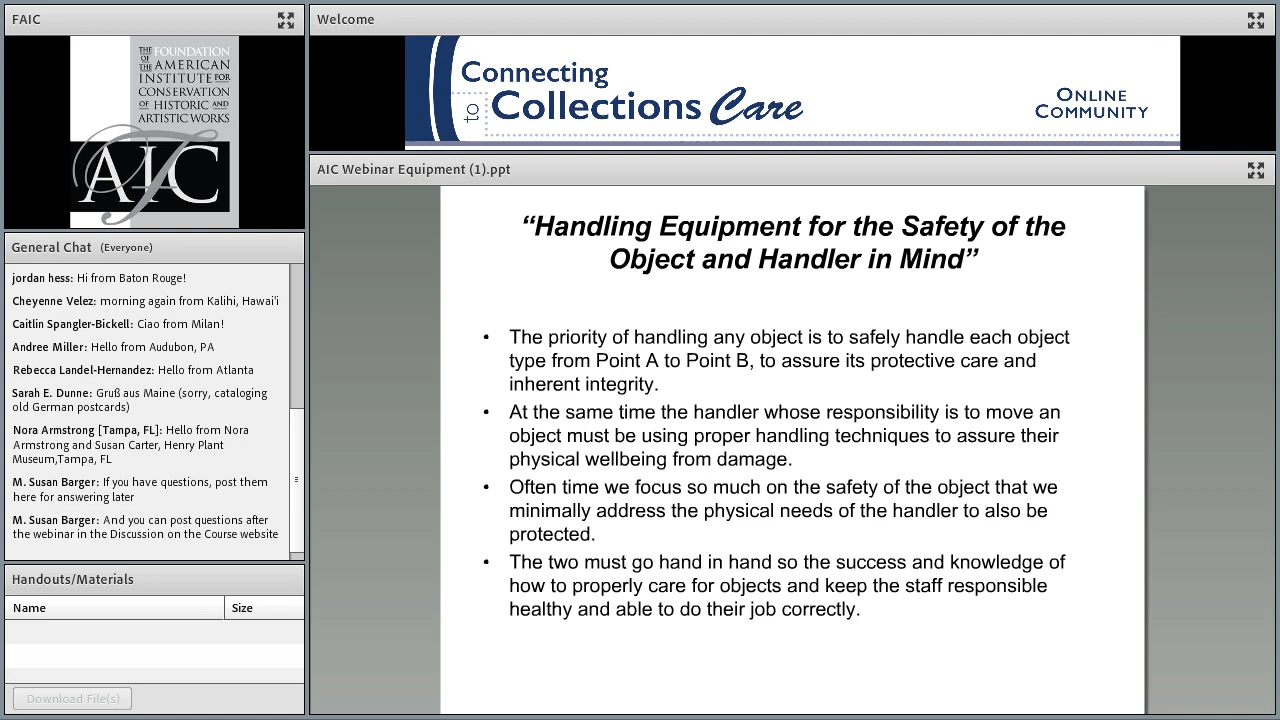 FAIC
THE FOUNDATION
OF THE AMERICAN
INSTITUTE FOR
CONSERVATION
OF HISTORIC AND
ARTISTIC WORKS
AIC
General Chat (Everyone)
jordan hess: Hi from Baton Rouge!
Cheyenne Velez: morning again from Kalihi, Hawai'i
Caitlin Spangler-Bickell: Ciao from Milan!
Andree Miller: Hello from Audubon, PA
Rebecca Landel-Hernandez: Hello from Atlanta
Sarah E. Dunne: Gruß aus Maine (sorry, cataloging
old German postcards)
Nora Armstrong [Tampa, FL]: Hello from Nora
Armstrong and Susan Carter, Henry Plant
Museum,Tampa, FL
M. Susan Barger: If you have questions, post them
here for answering later
M. Susan Barger: And you can post questions after
the webinar in the Discussion on the Course website
Handouts/Materials
Name Size
Download File(s)
Welcome
Connecting
to Collections Care
ONLINE
COMMUNITY
AIC Webinar Equipment (1).ppt
“Handling Equipment for the Safety of the
Object and Handler in Mind”
• The priority of handling any object is to safely handle each object
type from Point A to Point B, to assure its protective care and
inherent integrity.
• At the same time the handler whose responsibility is to move an
object must be using proper handling techniques to assure their
physical wellbeing from damage.
• Often time we focus so much on the safety of the object that we
minimally address the physical needs of the handler to also be
protected.
• The two must go hand in hand so the success and knowledge of
how to properly care for objects and keep the staff responsible
healthy and able to do their job correctly.